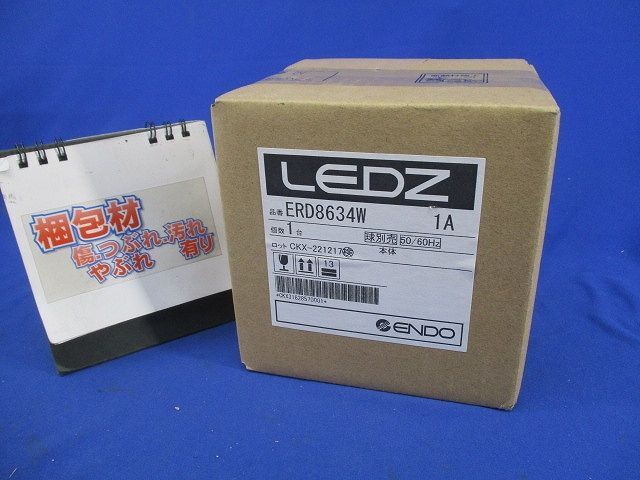 梱包材
傷・つぶれ・汚れ
やぶれ 有り
LEDZ
品番 ERD8634W 1A
個数 1台 球別売 50/60Hz
ロット CKX-221217 本体
13
ENDO